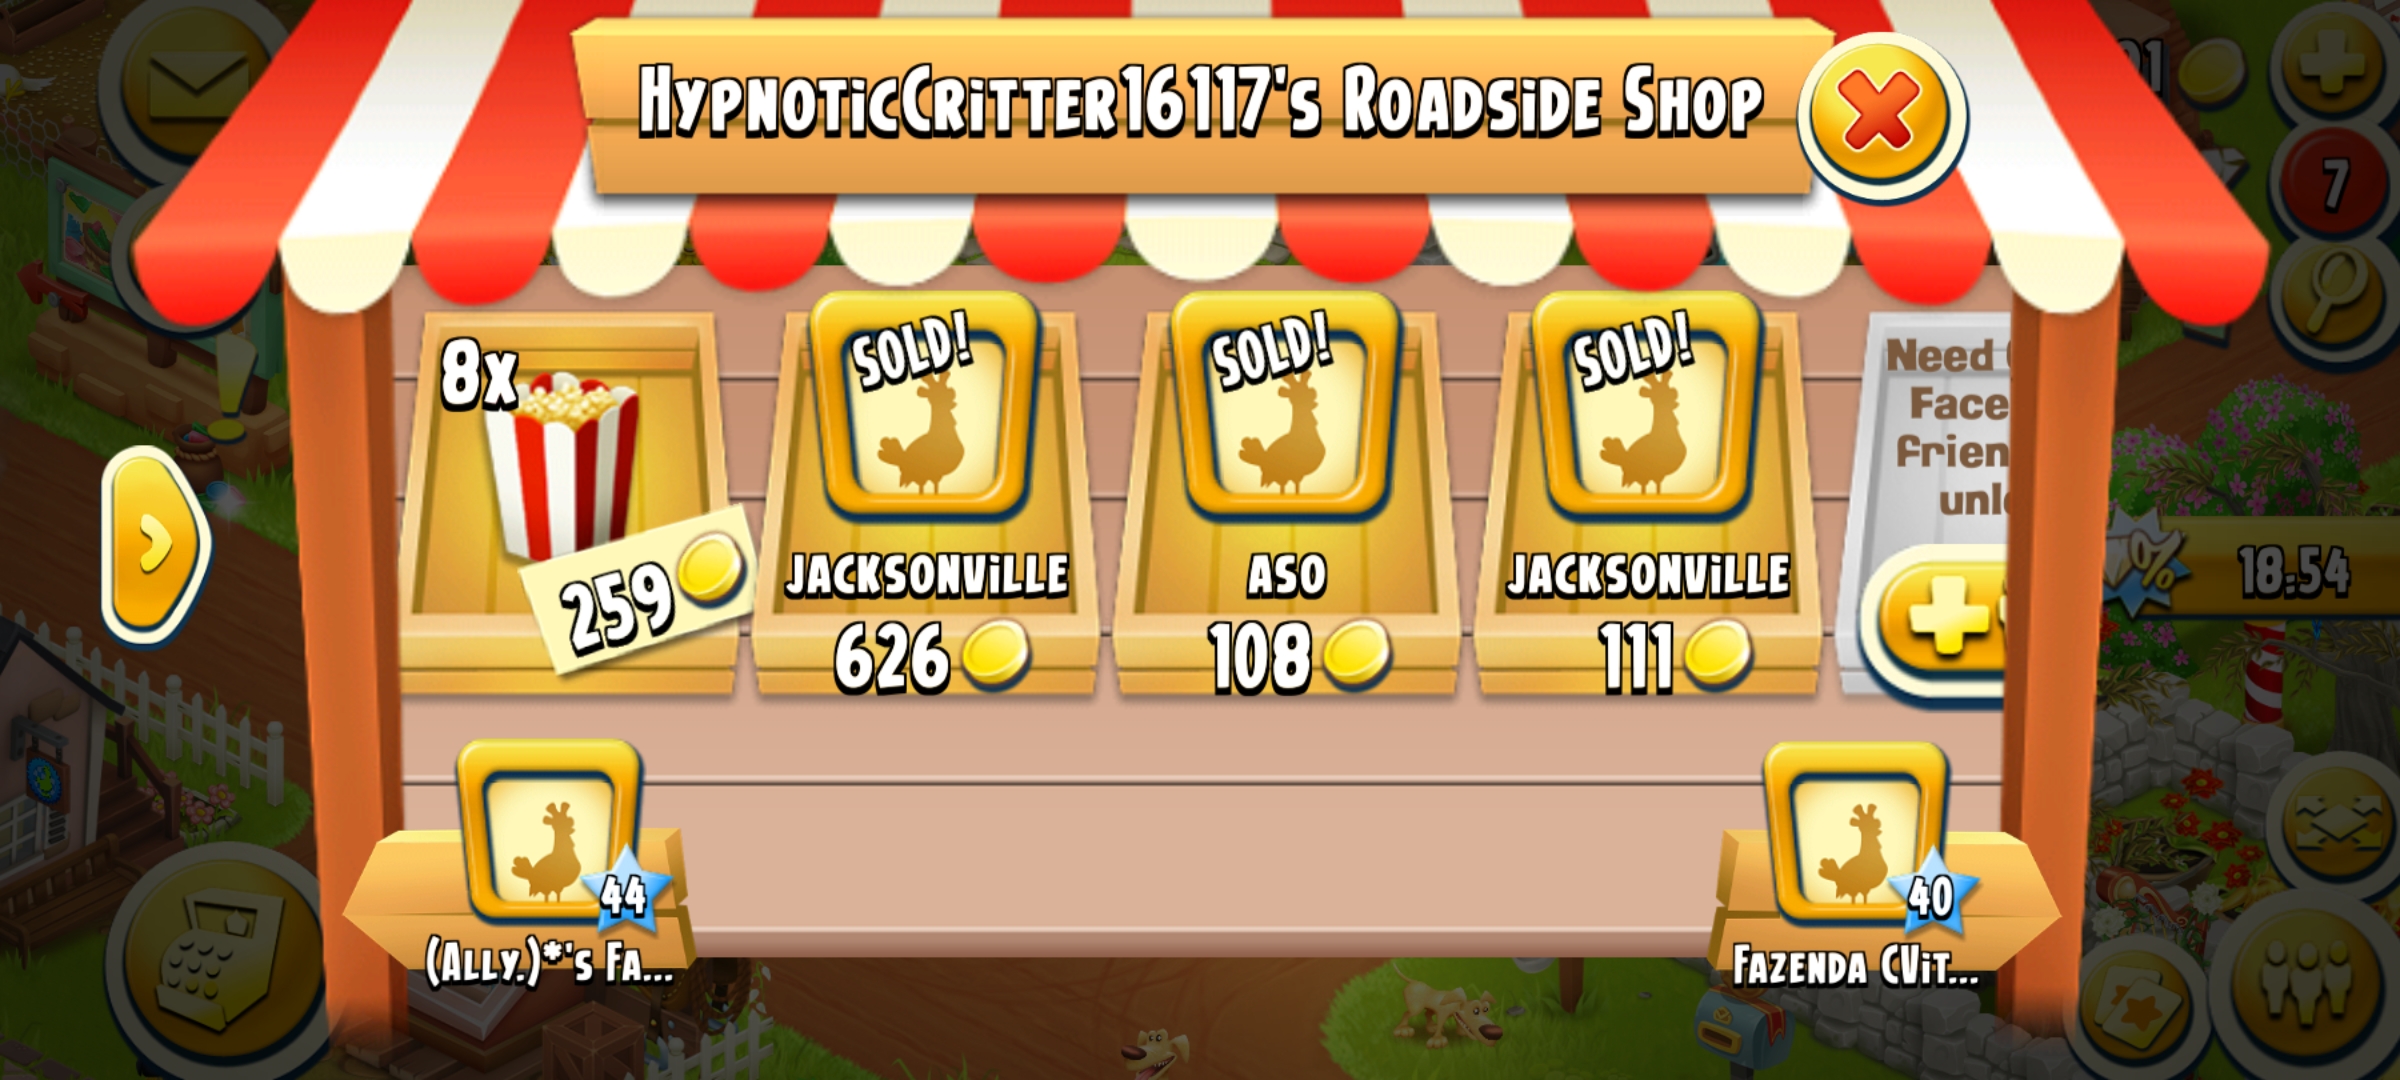 HypnoticCritter16117's Roadside Shop
7
8x
259
SOLD!
JACKSONVILLE
626
SOLD!
ASO
108
SOLD!
JACKSONVILLE
111
Need
Face
frien
unl
18:54
44
(Ally.)*'s Fa...
40
Fazenda CVit...